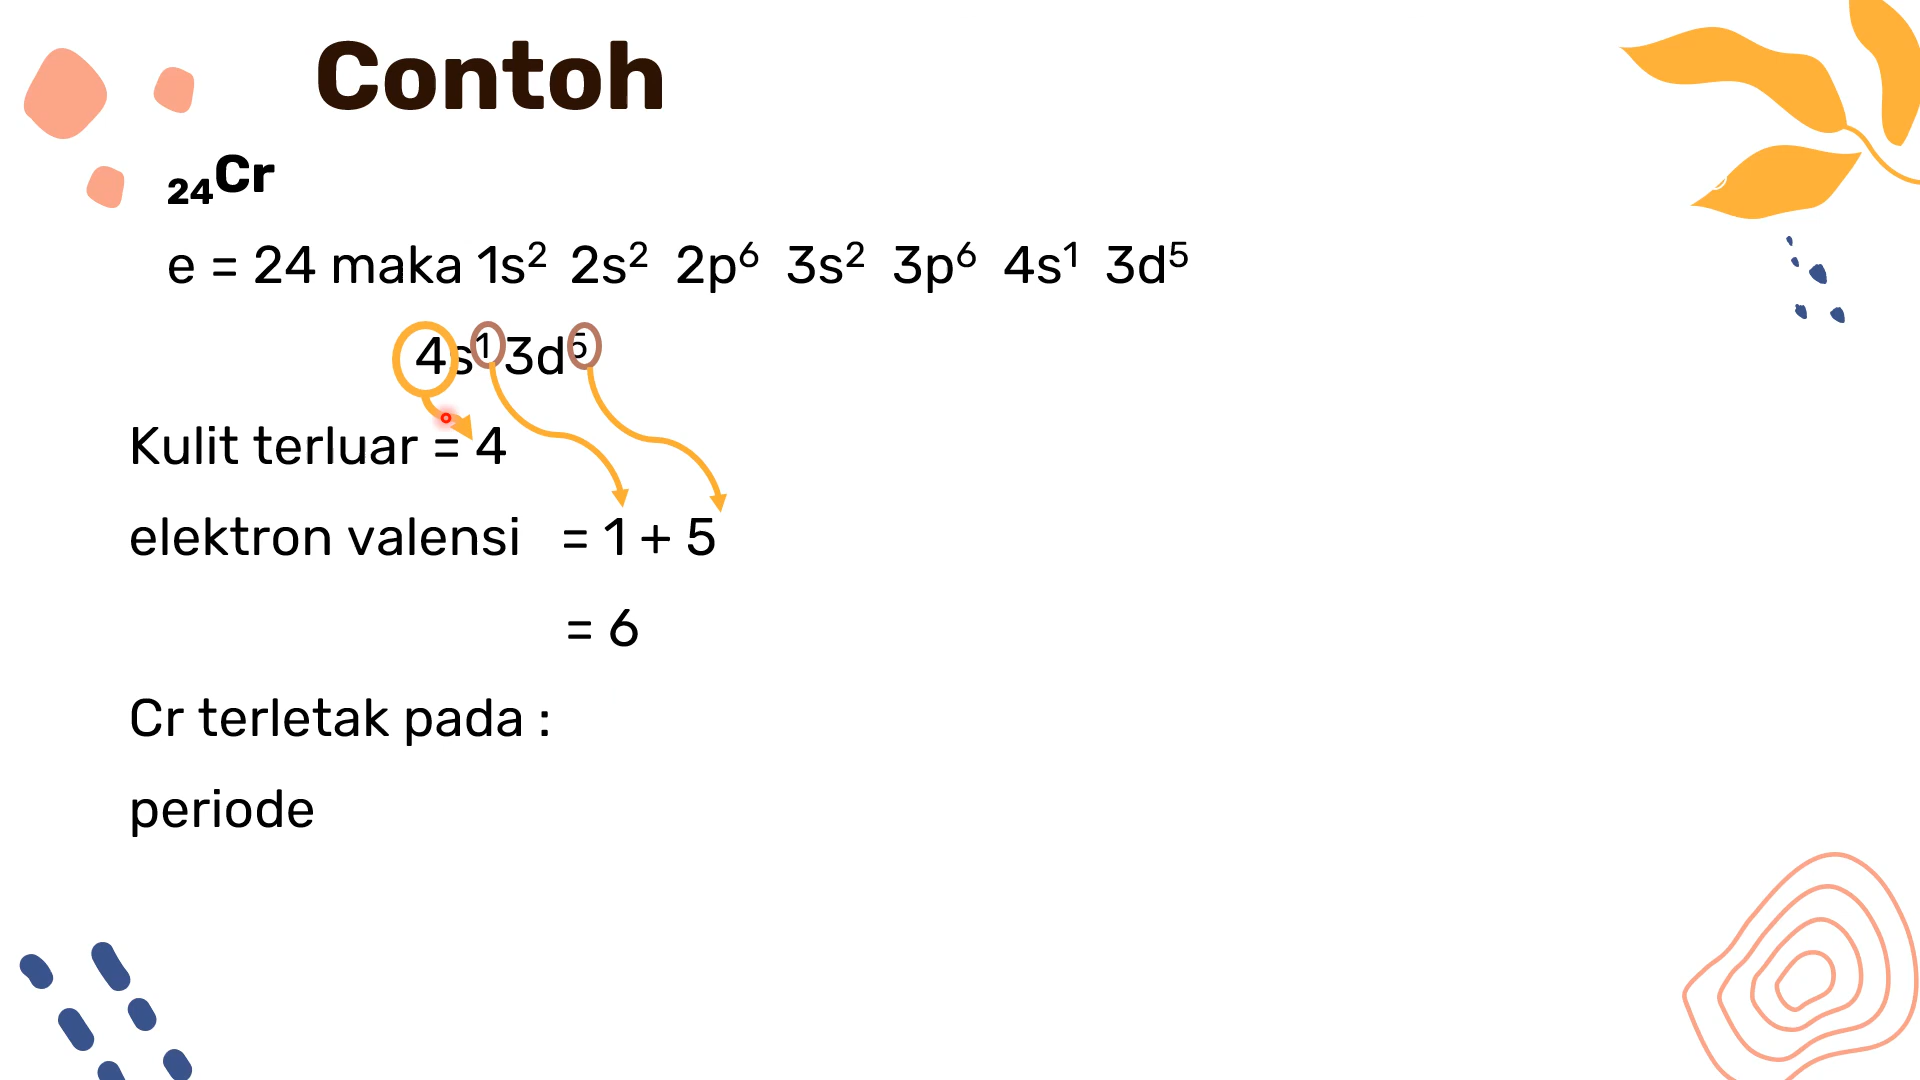 Contoh
₂₄Cr
e = 24 maka 1s² 2s² 2p⁶ 3s² 3p⁶ 4s¹ 3d⁵
4s¹ 3d⁵
Kulit terluar = 4
elektron valensi = 1 + 5
= 6
Cr terletak pada :
periode